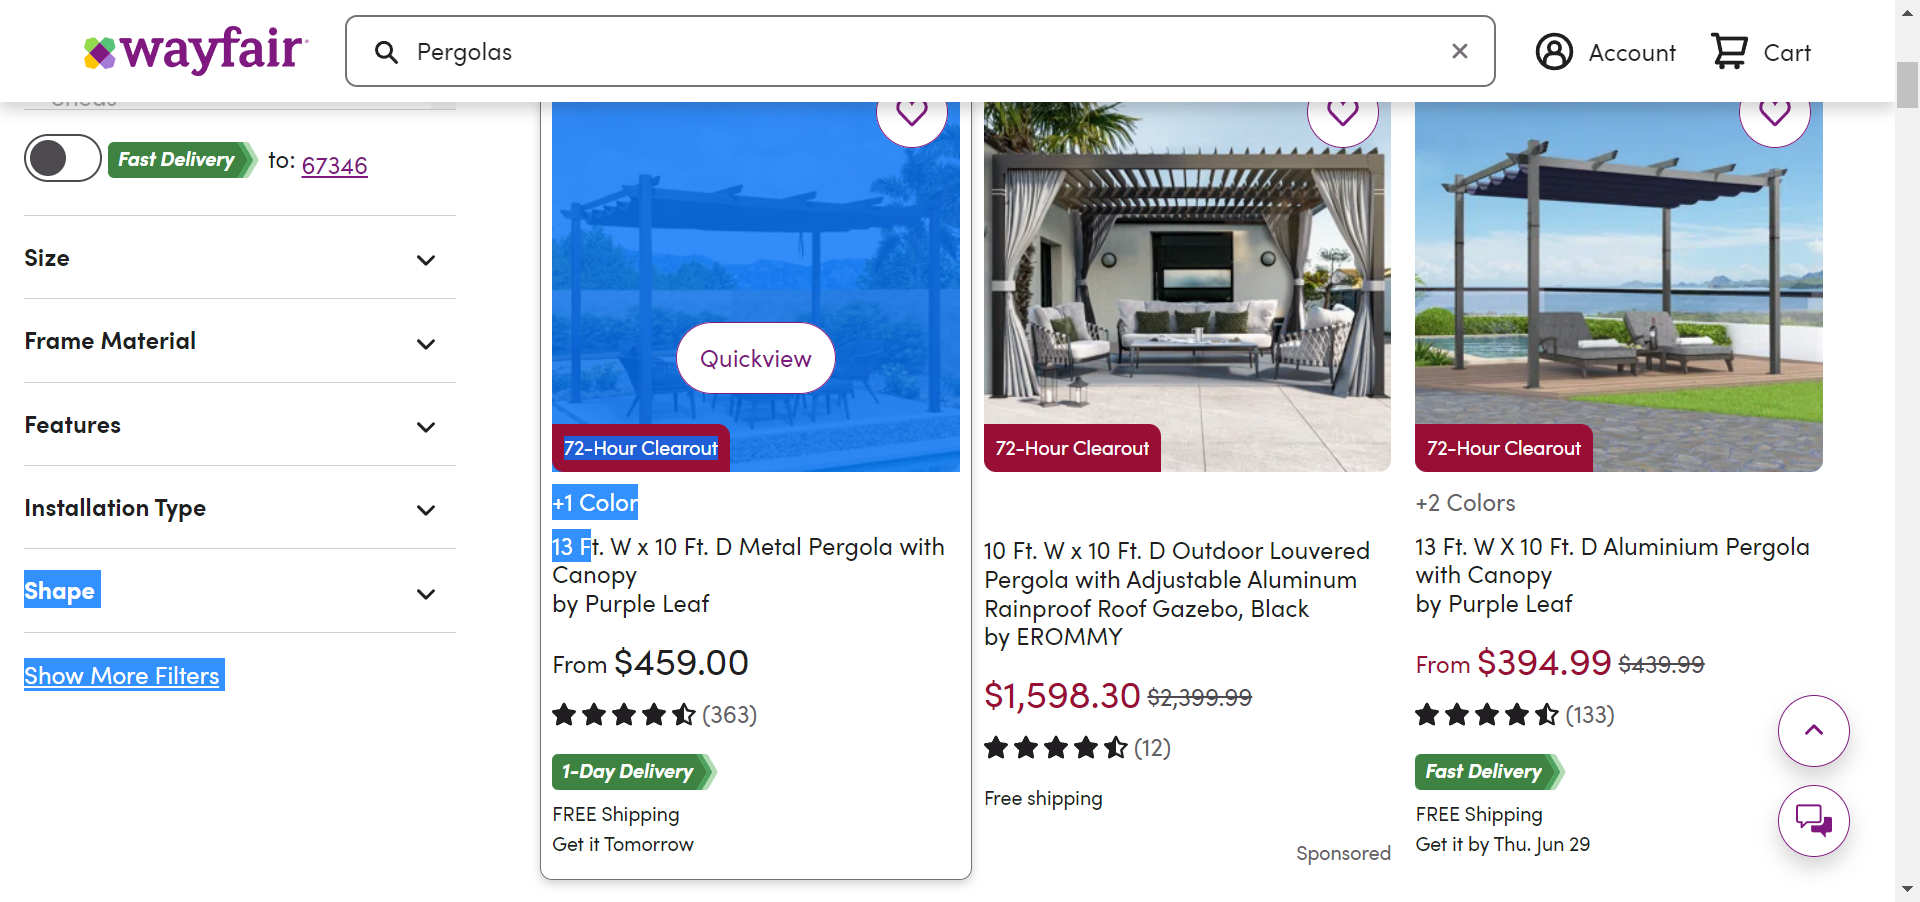 wayfair
Pergolas
Account
Cart
Sheds
Fast Delivery to: 67346
Size
Frame Material
Features
Installation Type
Shape
Show More Filters
Quickview
72-Hour Clearout
+1 Color
13 Ft. W x 10 Ft. D Metal Pergola with
Canopy
by Purple Leaf
From $459.00
(363)
1-Day Delivery
FREE Shipping
Get it Tomorrow
72-Hour Clearout
10 Ft. W x 10 Ft. D Outdoor Louvered
Pergola with Adjustable Aluminum
Rainproof Roof Gazebo, Black
by EROMMY
$1,598.30 $2,399.99
(12)
Free shipping
Sponsored
72-Hour Clearout
+2 Colors
13 Ft. W X 10 Ft. D Aluminium Pergola
with Canopy
by Purple Leaf
From $394.99 $439.99
(133)
Fast Delivery
FREE Shipping
Get it by Thu. Jun 29